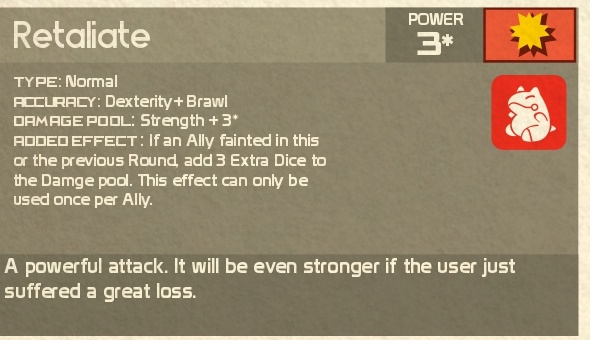 Retaliate
POWER
3*
TYPE: Normal
ACCURACY: Dexterity + Brawl
DAMAGE POOL: Strength + 3*
ADDED EFFECT: If an Ally fainted in this
or the previous Round, add 3 Extra Dice to
the Damge pool. This effect can only be
used once per Ally.
A powerful attack. It will be even stronger if the user just
suffered a great loss.